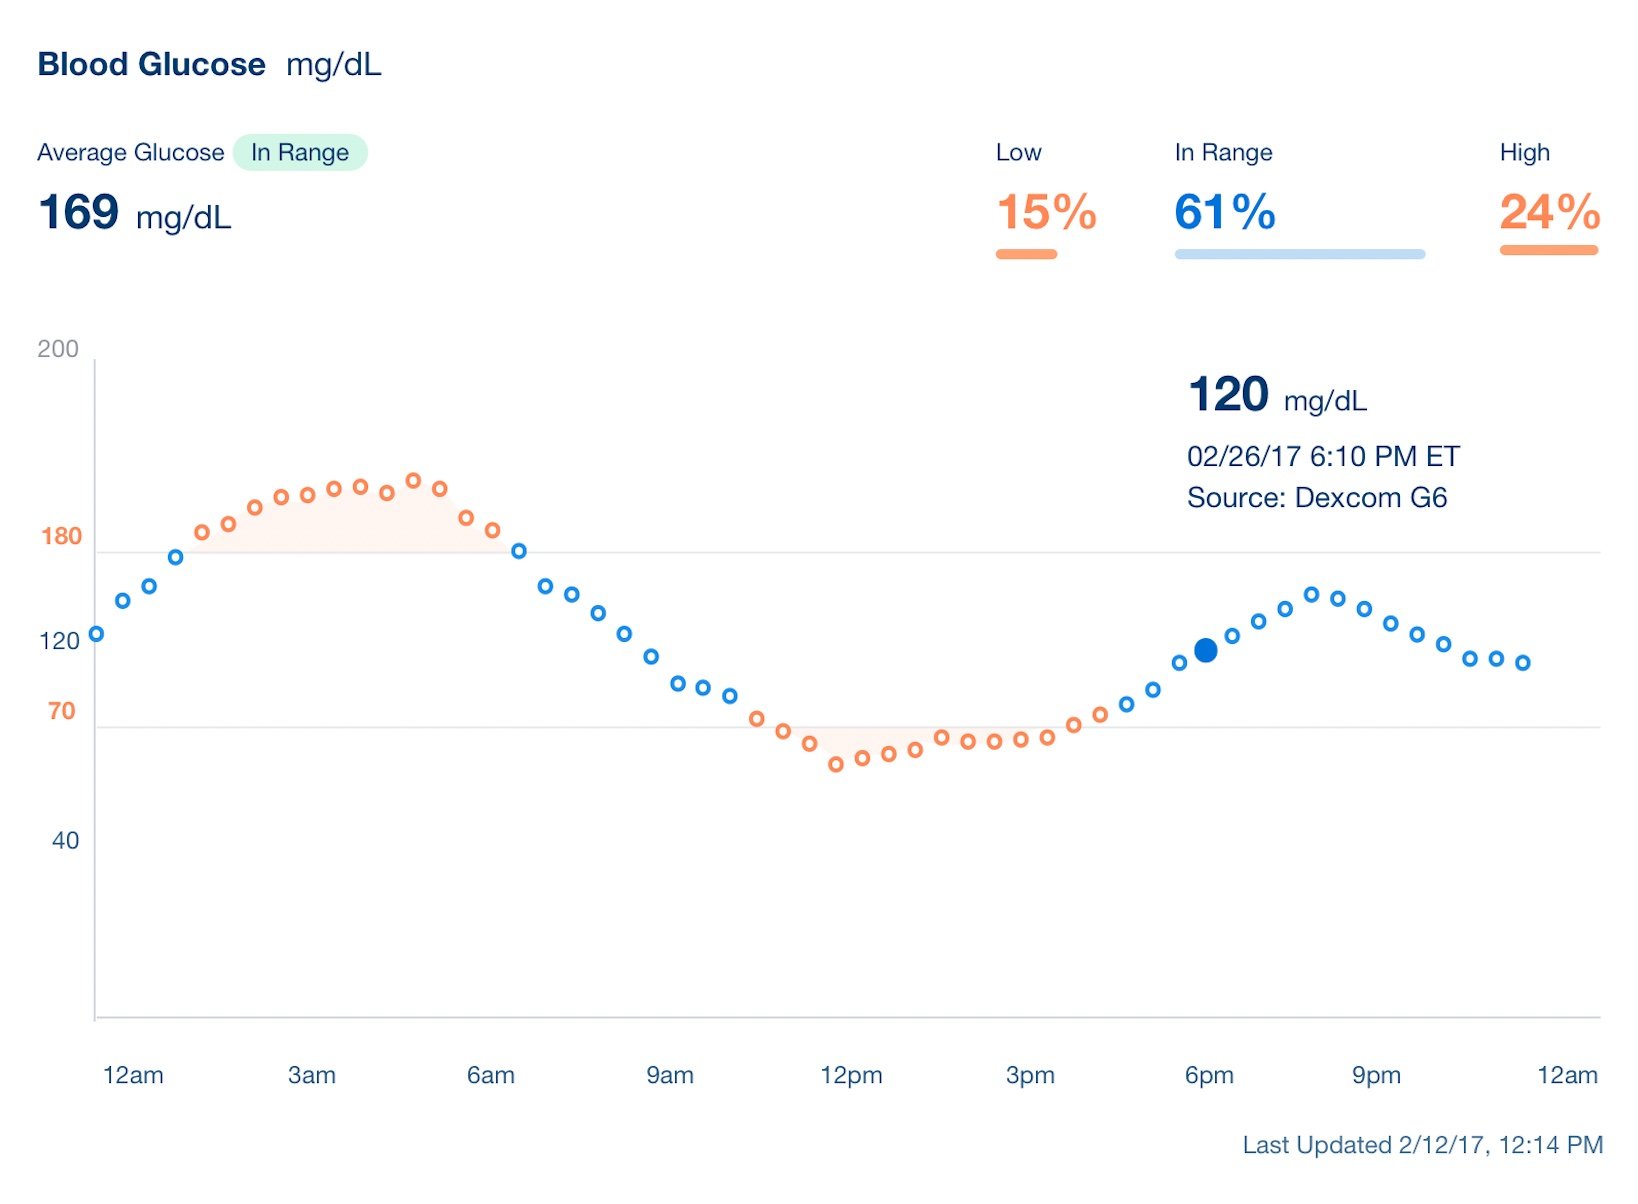 Blood Glucose mg/dL
Average Glucose In Range
169 mg/dL
Low
15%
In Range
61%
High
24%
200
180
120
70
40
120 mg/dL
02/26/17 6:10 PM ET
Source: Dexcom G6
12am 3am 6am 9am 12pm 3pm 6pm 9pm 12am
Last Updated 2/12/17, 12:14 PM